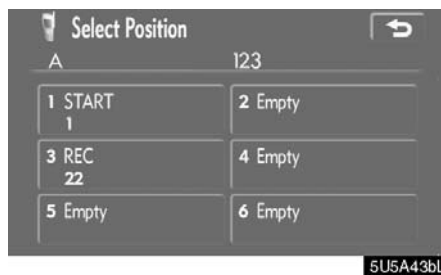 Select Position
A 123
1 START 2 Empty
1
3 REC 4 Empty
22
5 Empty 6 Empty
5U5A43bL